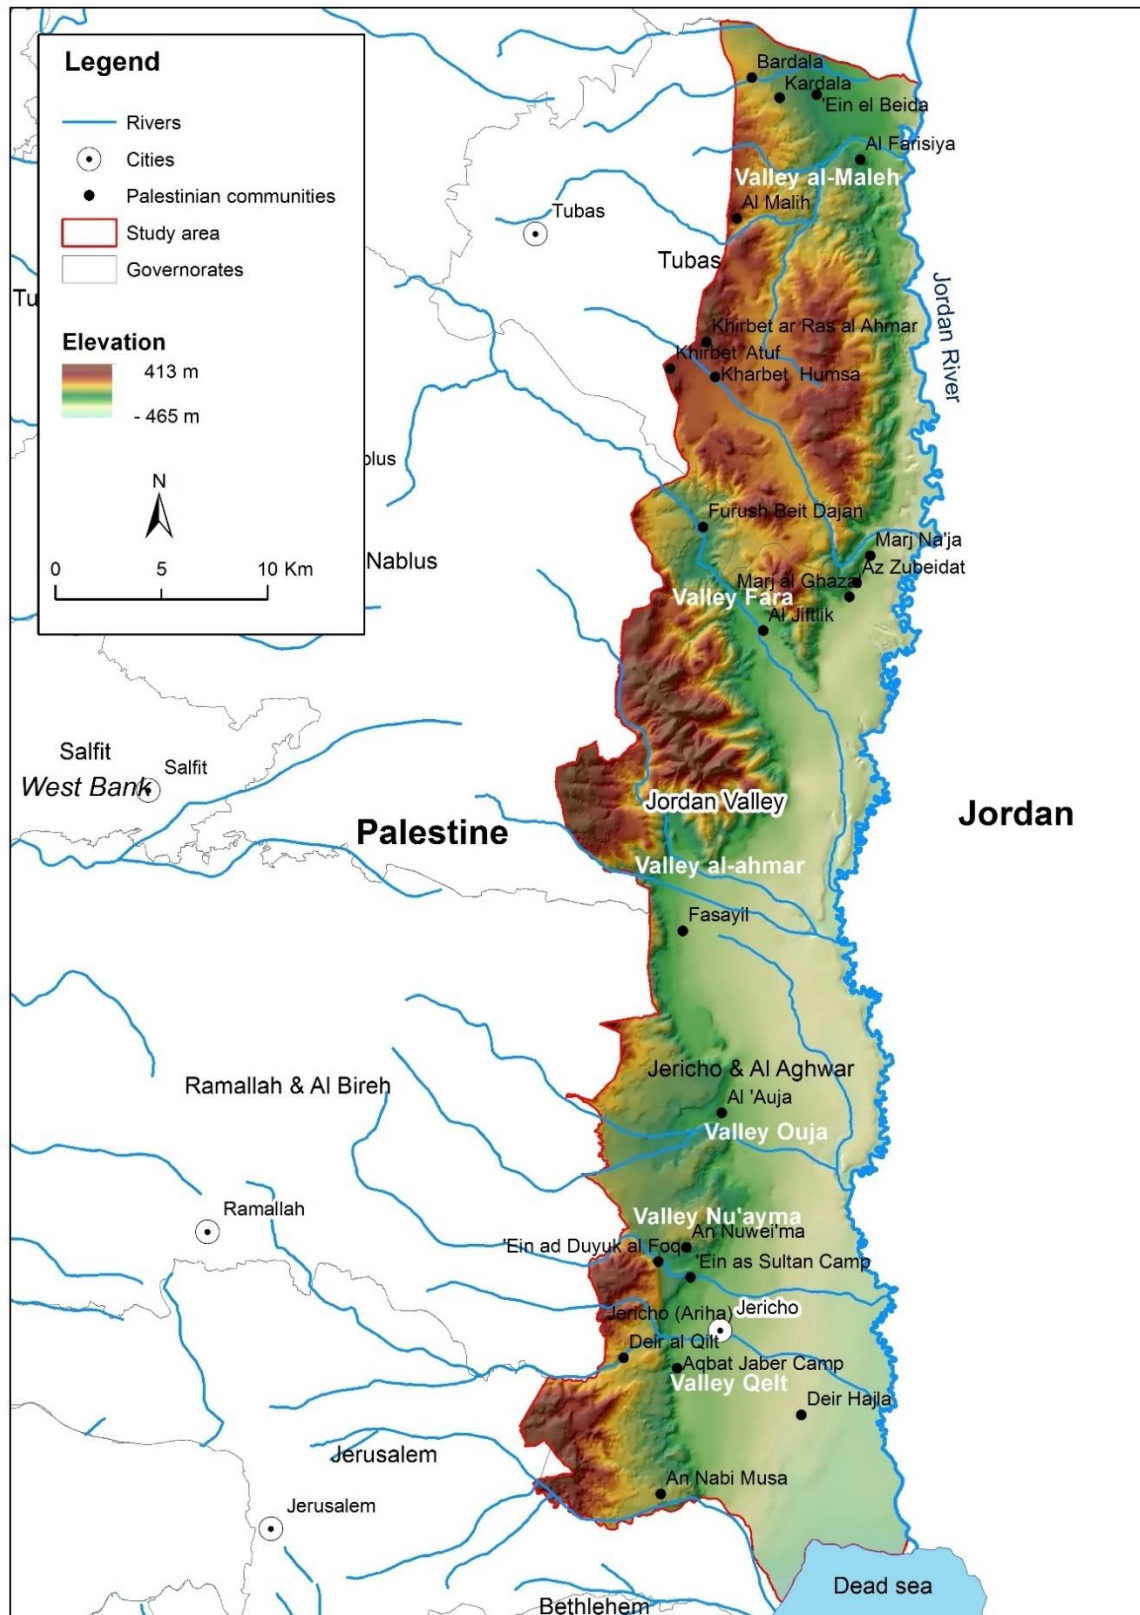 Legend
Rivers
Cities
Palestinian communities
Study area
Governorates
Elevation
413 m
- 465 m
N
0 5 10 Km
Bardala
Kardala
'Ein el Beida
Al Farisiya
Valley al-Maleh
Al Malih
Tubas
Tubas
Tu
Jordan River
Khirbet ar Ras al Ahmar
Khirbet 'Atuf
Kharbet Humsa
blus
Furush Beit Dajan
Marj Na'ja
Az Zubeidat
Marj al Ghazal
Nablus
Valley Fara
Al Jiftlik
Salfit
Salfit
West Bank
Palestine
Jordan Valley
Jordan
Valley al-ahmar
Fasayil
Jericho & Al Aghwar
Ramallah & Al Bireh
Al 'Auja
Valley Ouja
Ramallah
Valley Nu'ayma
An Nuwei'ma
'Ein ad Duyuk al Foqa
'Ein as Sultan Camp
Jericho (Ariha)
Jericho
Deir al Qilt
Aqbat Jaber Camp
Valley Qelt
Deir Hajla
Jerusalem
An Nabi Musa
Jerusalem
Dead sea
Bethlehem